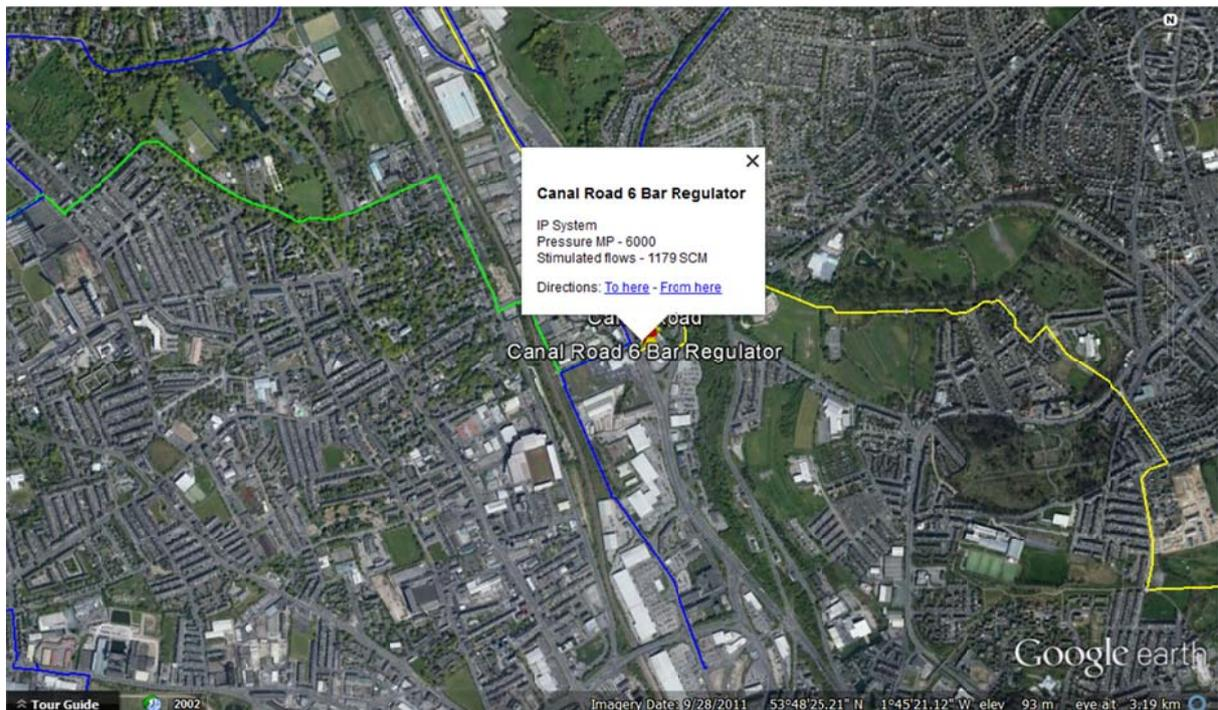 N
Canal Road 6 Bar Regulator
IP System
Pressure MP - 6000
Stimulated flows - 1179 SCM
Directions: To here - From here
Canal Road 6 Bar Regulator
Google earth
Tour Guide
2002
Imagery Date: 9/28/2011 53°48'25.21" N 1°45'21.12" W elev 93 m eye alt 3.19 km